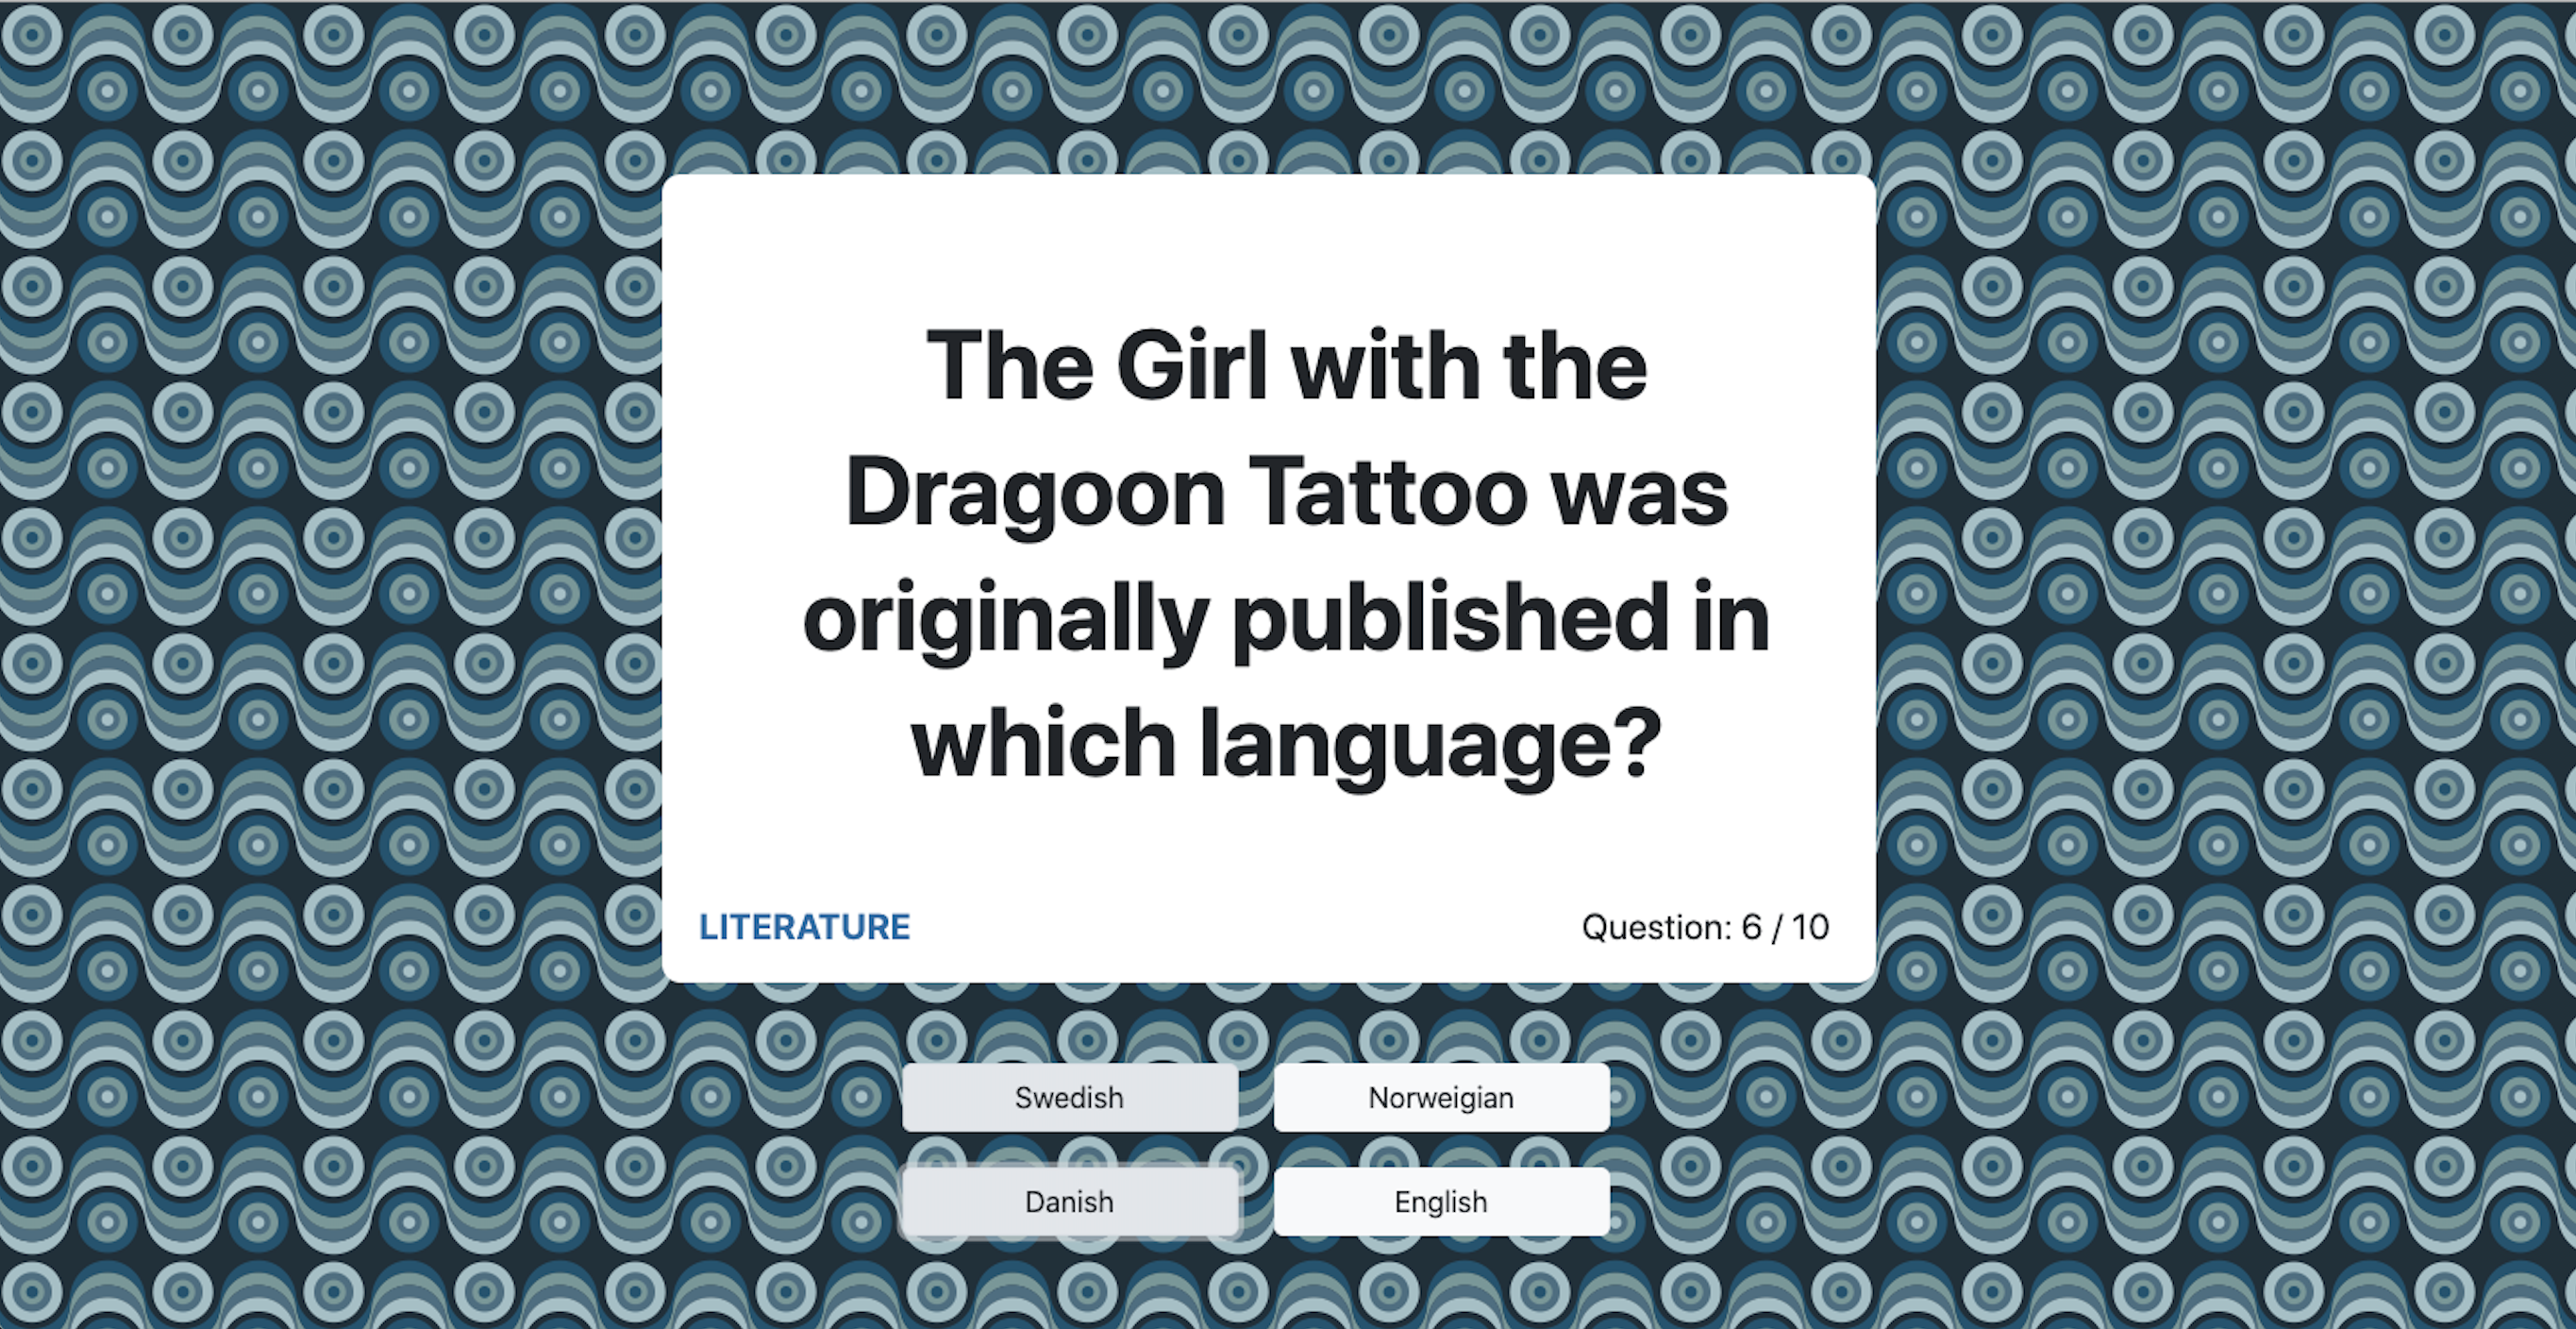 The Girl with the
Dragoon Tattoo was
originally published in
which language?
LITERATURE
Question: 6 / 10
Swedish
Norweigian
Danish
English